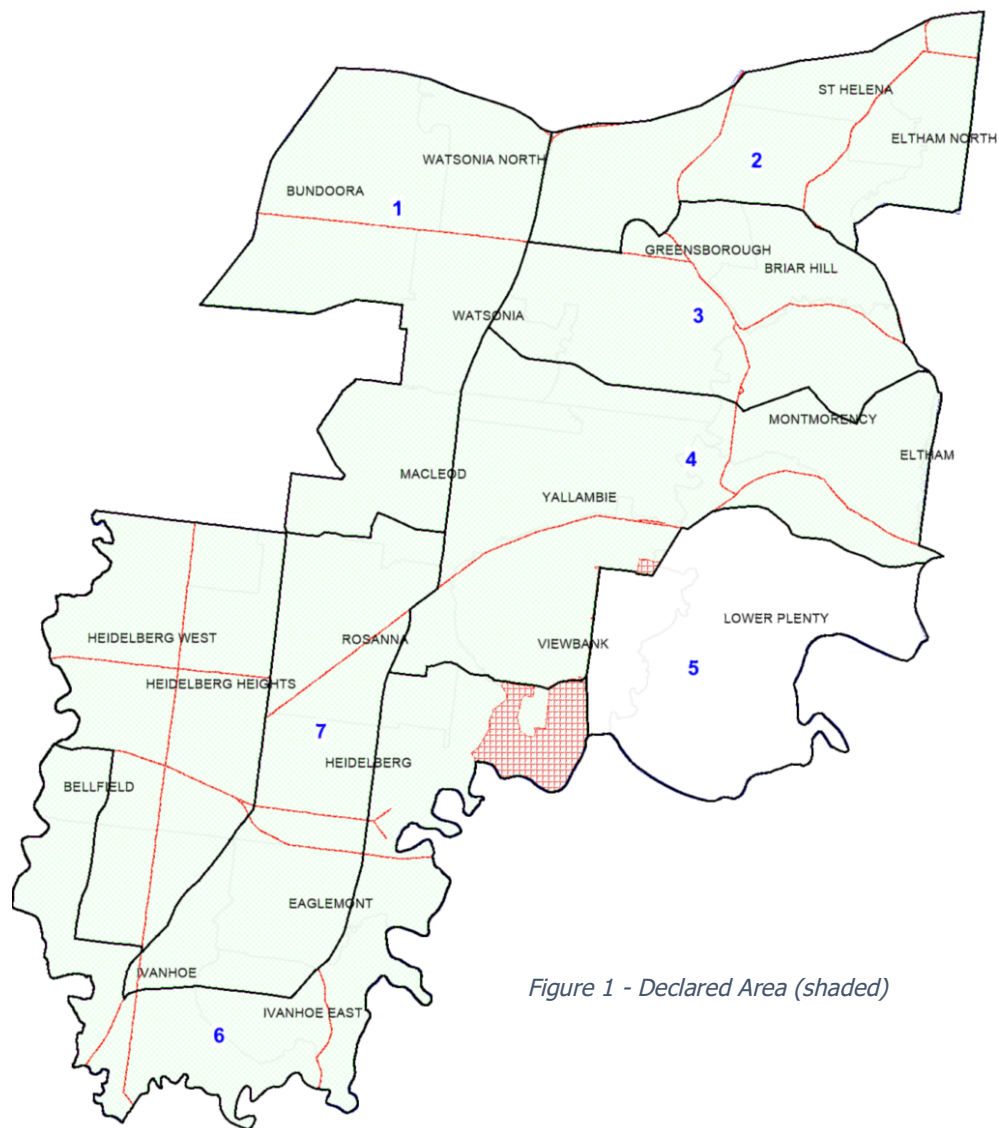 ST HELENA
ELTHAM NORTH
WATSONIA NORTH
2
BUNDOORA
1
GREENSBOROUGH
BRIAR HILL
WATSONIA
3
MONTMORENCY
ELTHAM
4
MACLEOD
YALLAMBIE
LOWER PLENTY
HEIDELBERG WEST
ROSANNA
VIEWBANK
5
HEIDELBERG HEIGHTS
7
HEIDELBERG
BELLFIELD
EAGLEMONT
IVANHOE
Figure 1 - Declared Area (shaded)
IVANHOE EAST
6